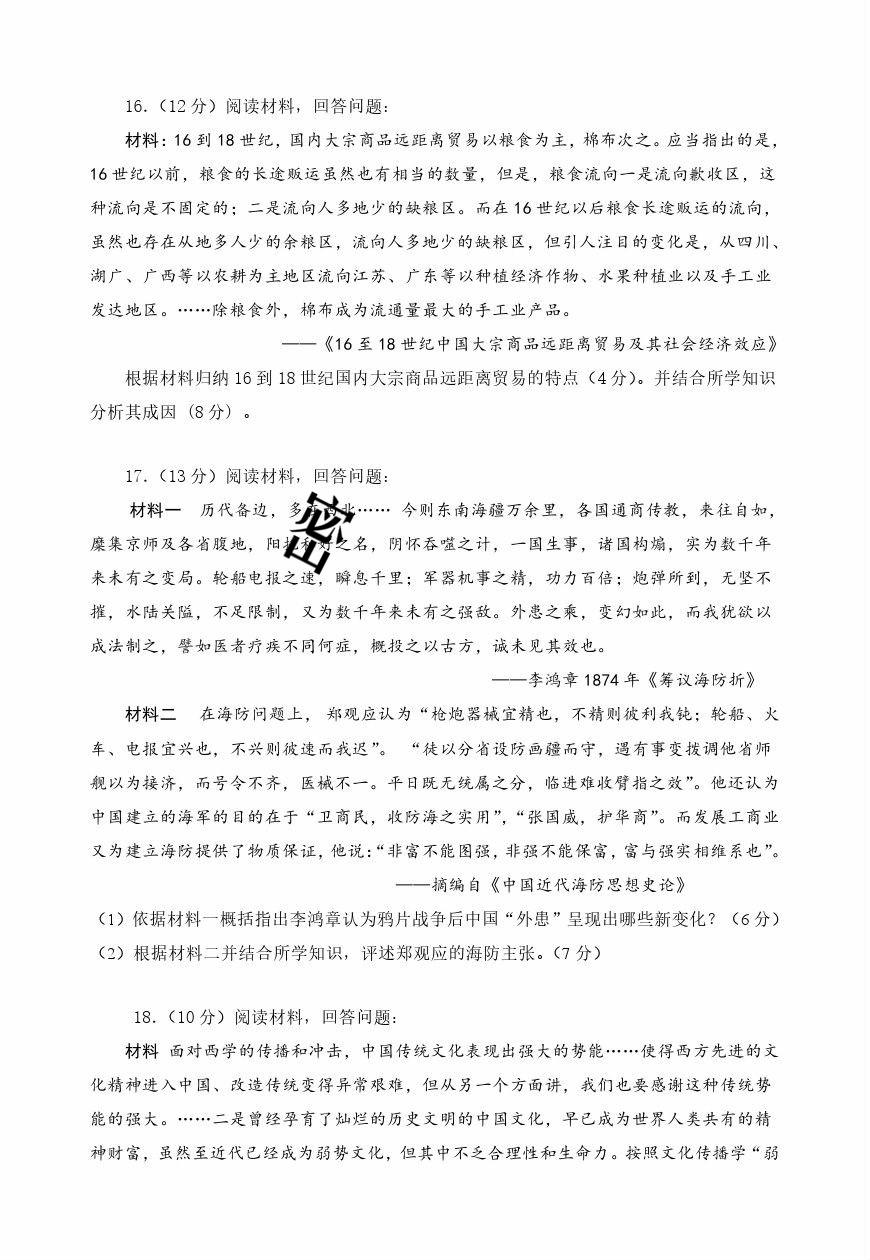 16.（12 分）阅读材料，回答问题：
材料：16 到 18 世纪，国内大宗商品远距离贸易以粮食为主，棉布次之。应当指出的是，
16 世纪以前，粮食的长途贩运虽然也有相当的数量，但是，粮食流向一是流向歉收区，这
种流向是不固定的；二是流向人多地少的缺粮区。而在 16 世纪以后粮食长途贩运的流向，
虽然也存在从地多人少的余粮区，流向人多地少的缺粮区，但引人注目的变化是，从四川、
湖广、广西等以农耕为主地区流向江苏、广东等以种植经济作物、水果种植业以及手工业
发达地区。……除粮食外，棉布成为流通量最大的手工业产品。
——《16 至 18 世纪中国大宗商品远距离贸易及其社会经济效应》
根据材料归纳 16 到 18 世纪国内大宗商品远距离贸易的特点（4 分）。并结合所学知识
分析其成因（8 分）。
17.（13 分）阅读材料，回答问题：
材料一 历代备边，多在西北…… 今则东南海疆万余里，各国通商传教，来往自如，
麇集京师及各省腹地，阳托和好之名，阴怀吞噬之计，一国生事，诸国构煽，实为数千年
来未有之变局。轮船电报之速，瞬息千里；军器机事之精，功力百倍；炮弹所到，无坚不
摧，水陆关隘，不足限制，又为数千年来未有之强敌。外患之乘，变幻如此，而我犹欲以
成法制之，譬如医者疗疾不同何症，概投之以古方，诚未见其效也。
——李鸿章 1874 年《筹议海防折》
材料二 在海防问题上， 郑观应认为“枪炮器械宜精也，不精则彼利我钝；轮船、火
车、电报宜兴也，不兴则彼速而我迟”。 “徒以分省设防画疆而守，遇有事变拨调他省师
舰以为接济，而号令不齐，医械不一。平日既无统属之分，临进难收臂指之效”。他还认为
中国建立的海军的目的在于“卫商民，收防海之实用”，“张国威，护华商”。而发展工商业
又为建立海防提供了物质保证，他说：“非富不能图强，非强不能保富，富与强实相维系也”。
——摘编自《中国近代海防思想史论》
（1）依据材料一概括指出李鸿章认为鸦片战争后中国“外患”呈现出哪些新变化？（6 分）
（2）根据材料二并结合所学知识，评述郑观应的海防主张。（7 分）
18.（10 分）阅读材料，回答问题：
材料 面对西学的传播和冲击，中国传统文化表现出强大的势能……使得西方先进的文
化精神进入中国、改造传统变得异常艰难，但从另一个方面讲，我们也要感谢这种传统势
能的强大。……二是曾经孕育了灿烂的历史文明的中国文化，早已成为世界人类共有的精
神财富，虽然至近代已经成为弱势文化，但其中不乏合理性和生命力。按照文化传播学“弱
密